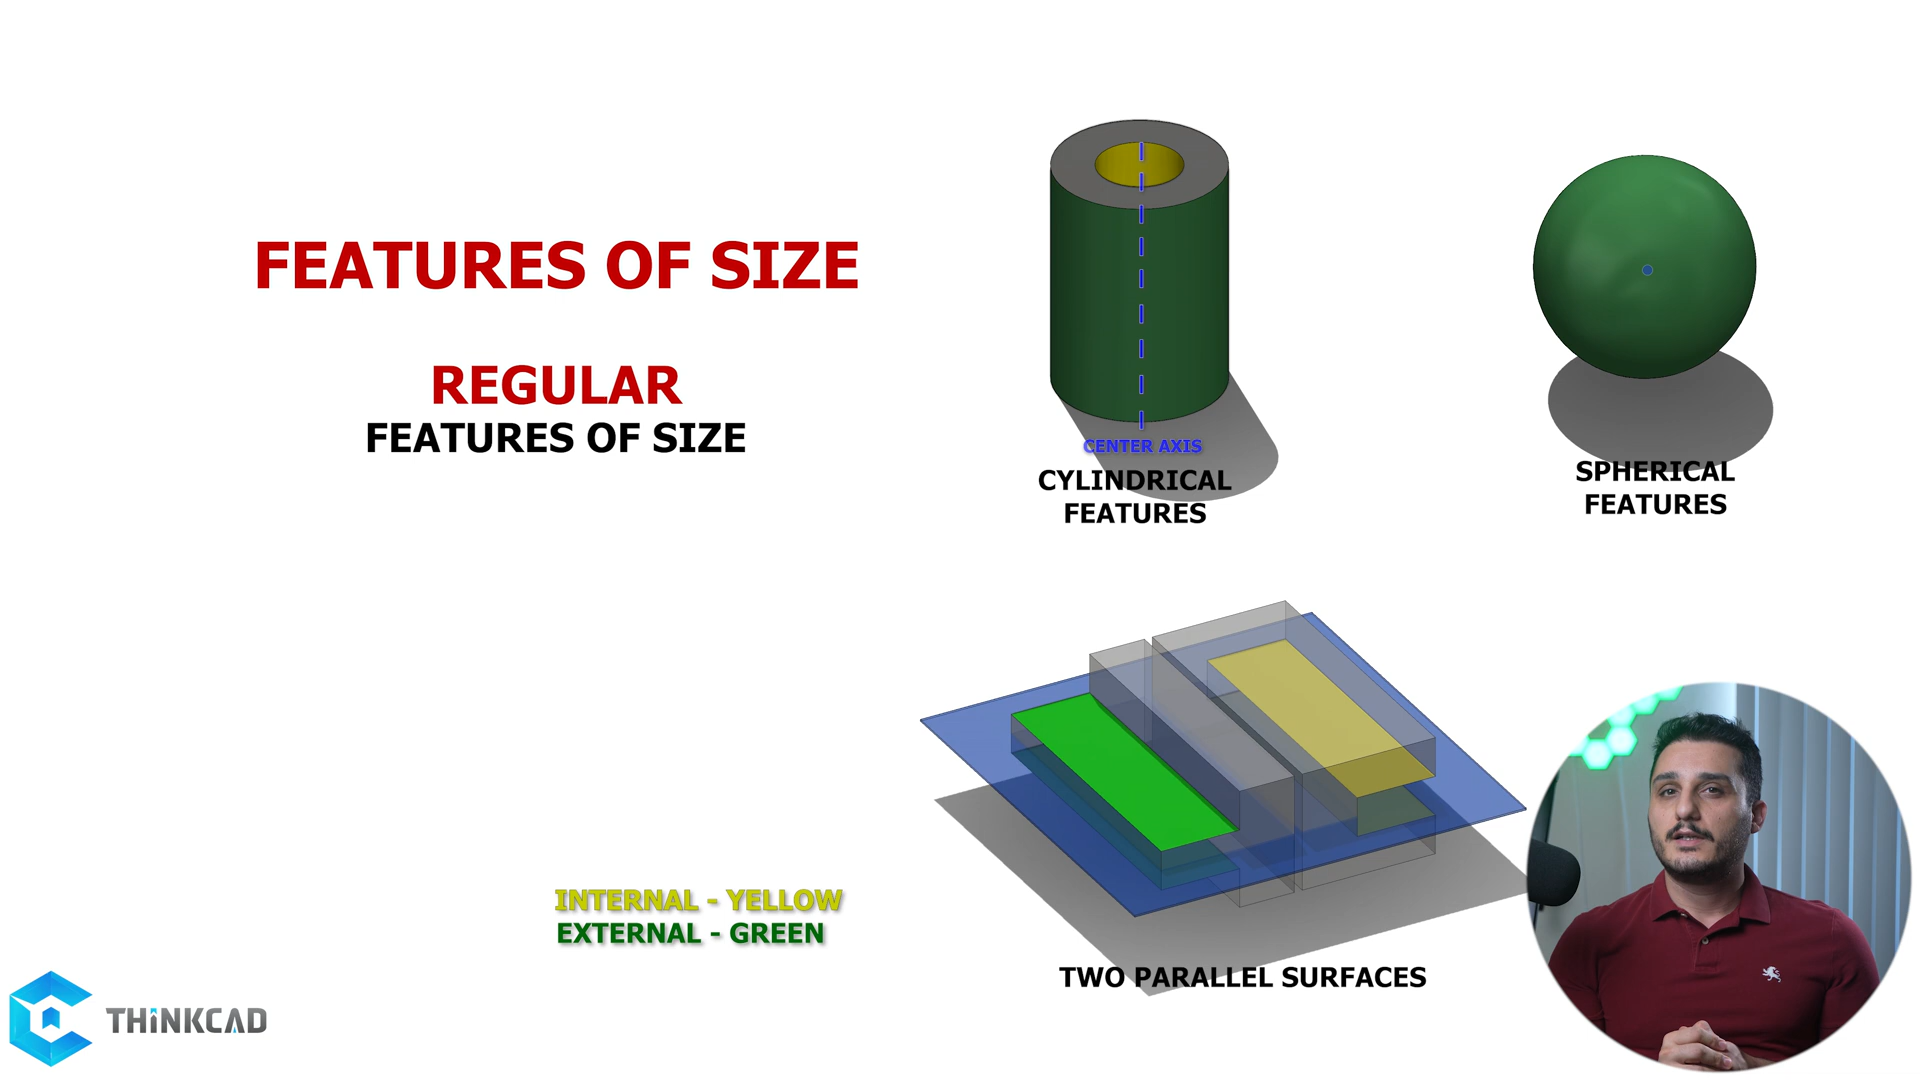 FEATURES OF SIZE
REGULAR
FEATURES OF SIZE
CENTER AXIS
CYLINDRICAL
FEATURES
SPHERICAL
FEATURES
INTERNAL - YELLOW
EXTERNAL - GREEN
TWO PARALLEL SURFACES
THiNKCAD